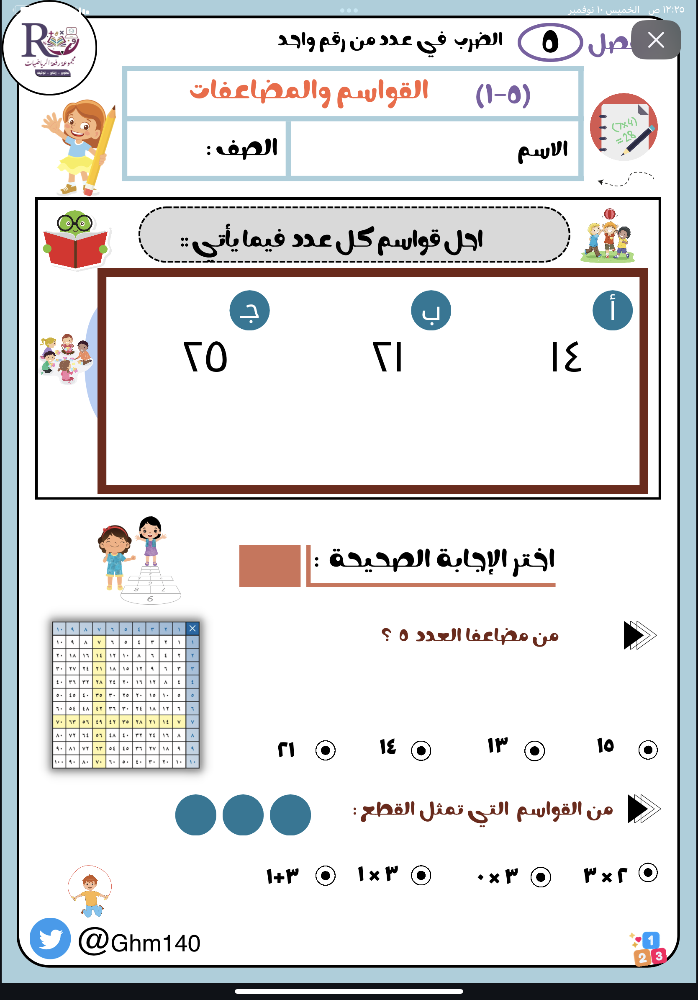 ١٢:٢٥ ص الخميس ١٠ نوفمبر
٥ الضرب في عدد من رقم واحد
مجموعة رفعة الرياضيات
تطوير – إنتاج – توثيق
(٥-١) القواسم والمضاعفات
الاسم الصف :
(7x4)
=28
احل قواسم كل عدد فيما يأتي ::
أ ب جـ
١٤ ٢١ ٢٥
اختر الإجابة الصحيحة :
من مضاعفا العدد ٥ ؟
× ١ ٢ ٣ ٤ ٥ ٦ ٧ ٨ ٩ ١٠
١ ١ ٢ ٣ ٤ ٥ ٦ ٧ ٨ ٩ ١٠
٢ ٢ ٤ ٦ ٨ ١٠ ١٢ ١٤ ١٦ ١٨ ٢٠
٣ ٣ ٦ ٩ ١٢ ١٥ ١٨ ٢١ ٢٤ ٢٧ ٣٠
٤ ٤ ٨ ١٢ ١٦ ٢٠ ٢٤ ٢٨ ٣٢ ٣٦ ٤٠
٥ ٥ ١٠ ١٥ ٢٠ ٢٥ ٣٠ ٣٥ ٤٠ ٤٥ ٥٠
٦ ٦ ١٢ ١٨ ٢٤ ٣٠ ٣٦ ٤٢ ٤٨ ٥٤ ٦٠
٧ ٧ ١٤ ٢١ ٢٨ ٣٥ ٤٢ ٤٩ ٥٦ ٦٣ ٧٠
٨ ٨ ١٦ ٢٤ ٣٢ ٤٠ ٤٨ ٥٦ ٦٤ ٧٢ ٨٠
٩ ٩ ١٨ ٢٧ ٣٦ ٤٥ ٥٤ ٦٣ ٧٢ ٨١ ٩٠
١٠ ١٠ ٢٠ ٣٠ ٤٠ ٥٠ ٦٠ ٧٠ ٨٠ ٩٠ ١٠٠
١٥ ١٣ ١٤ ٢١
من القواسم التي تمثل القطع :
٢ × ٣ ٣ × ٠ ٣ × ١ ٣+١
@Ghm140
1
2 3